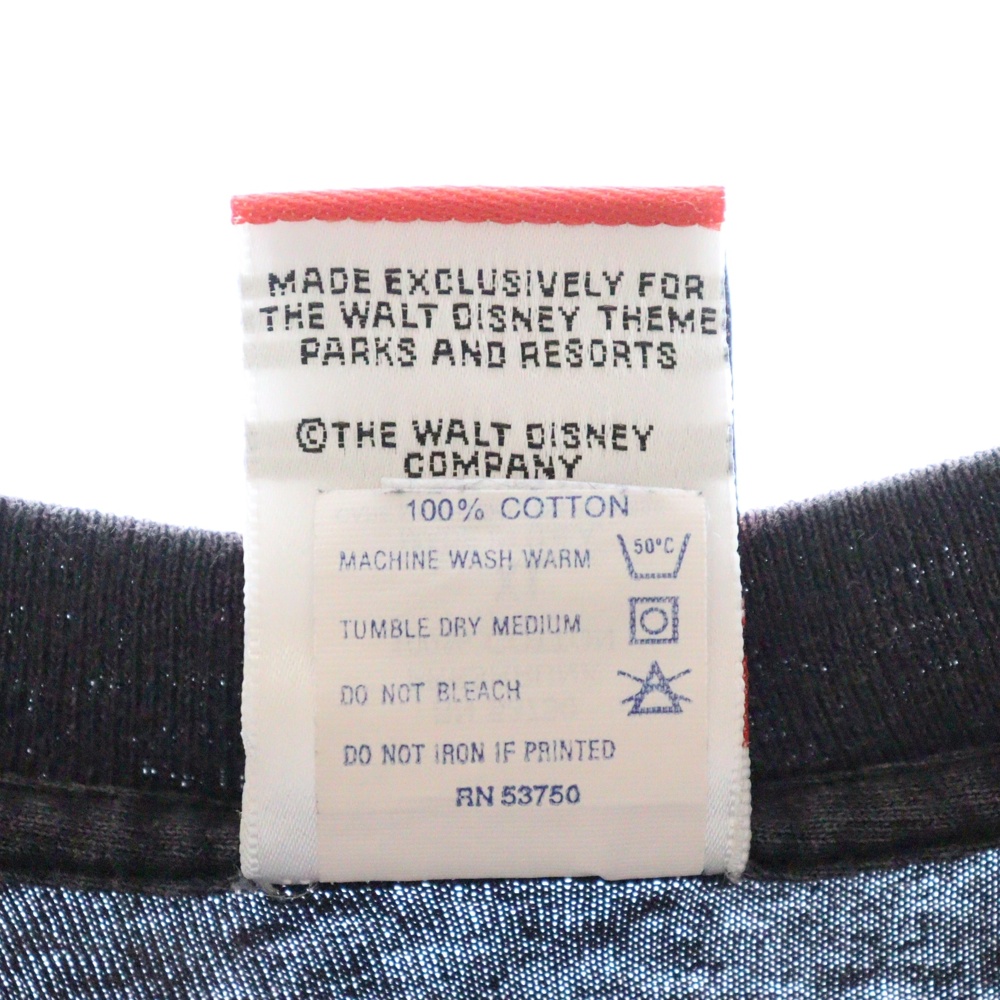 MADE EXCLUSIVELY FOR
THE WALT DISNEY THEME
PARKS AND RESORTS
©THE WALT DISNEY
COMPANY
100% COTTON
MACHINE WASH WARM 50°C
TUMBLE DRY MEDIUM
DO NOT BLEACH
DO NOT IRON IF PRINTED
RN 53750